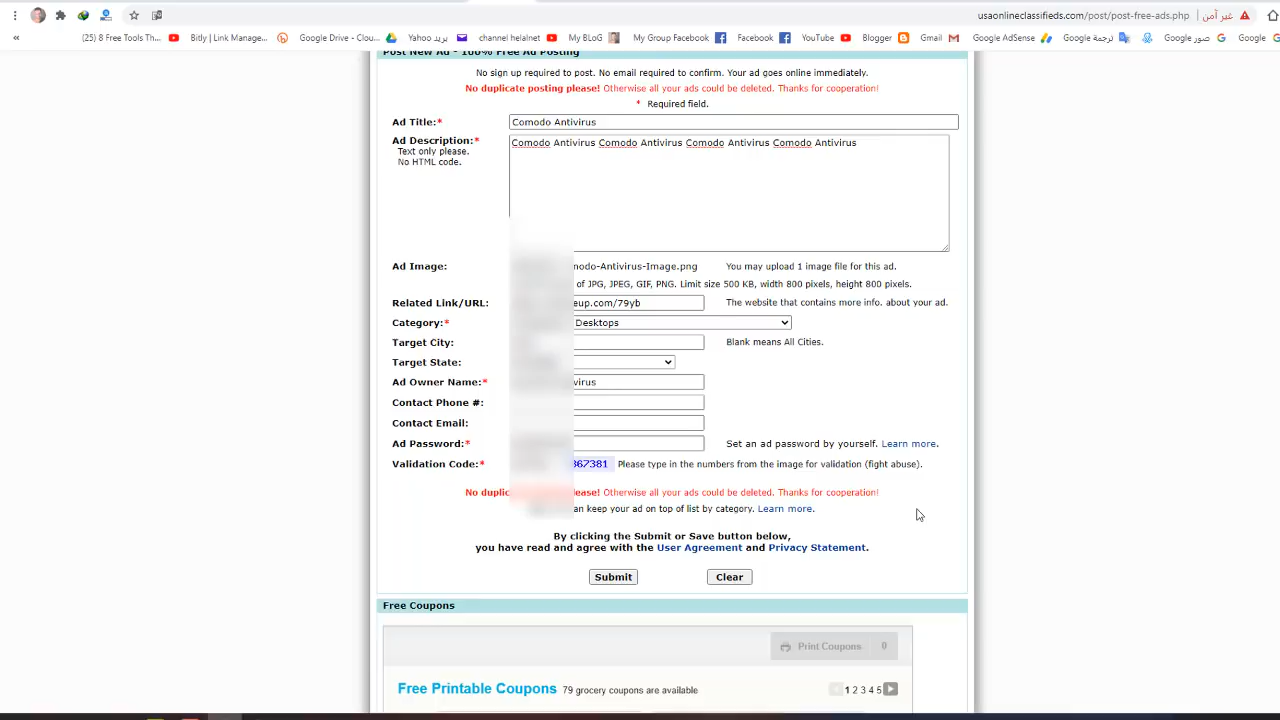 usaonlineclassifieds.com/post/post-free-ads.php
غير آمن
(25) 8 Free Tools Th...
Bitly | Link Manage...
Google Drive - Clou...
بريد Yahoo
channel helalnet
My BLoG
My Group Facebook
Facebook
YouTube
Blogger
Gmail
Google AdSense
ترجمة Google
صور Google
Google
Post New Ad - 100% Free Ad Posting
No sign up required to post. No email required to confirm. Your ad goes online immediately.
No duplicate posting please! Otherwise all your ads could be deleted. Thanks for cooperation!
* Required field.
Ad Title:* Comodo Antivirus
Ad Description:* Comodo Antivirus Comodo Antivirus Comodo Antivirus Comodo Antivirus
Text only please.
No HTML code.
Ad Image: modo-Antivirus-Image.png You may upload 1 image file for this ad.
of JPG, JPEG, GIF, PNG. Limit size 500 KB, width 800 pixels, height 800 pixels.
Related Link/URL: eup.com/79yb The website that contains more info. about your ad.
Category:* Desktops
Target City: Blank means All Cities.
Target State:
Ad Owner Name:* virus
Contact Phone #:
Contact Email:
Ad Password:* Set an ad password by yourself. Learn more.
Validation Code:* 867381 Please type in the numbers from the image for validation (fight abuse).
No duplic ease! Otherwise all your ads could be deleted. Thanks for cooperation!
an keep your ad on top of list by category. Learn more.
By clicking the Submit or Save button below,
you have read and agree with the User Agreement and Privacy Statement.
Submit Clear
Free Coupons
Print Coupons 0
Free Printable Coupons 79 grocery coupons are available
1 2 3 4 5